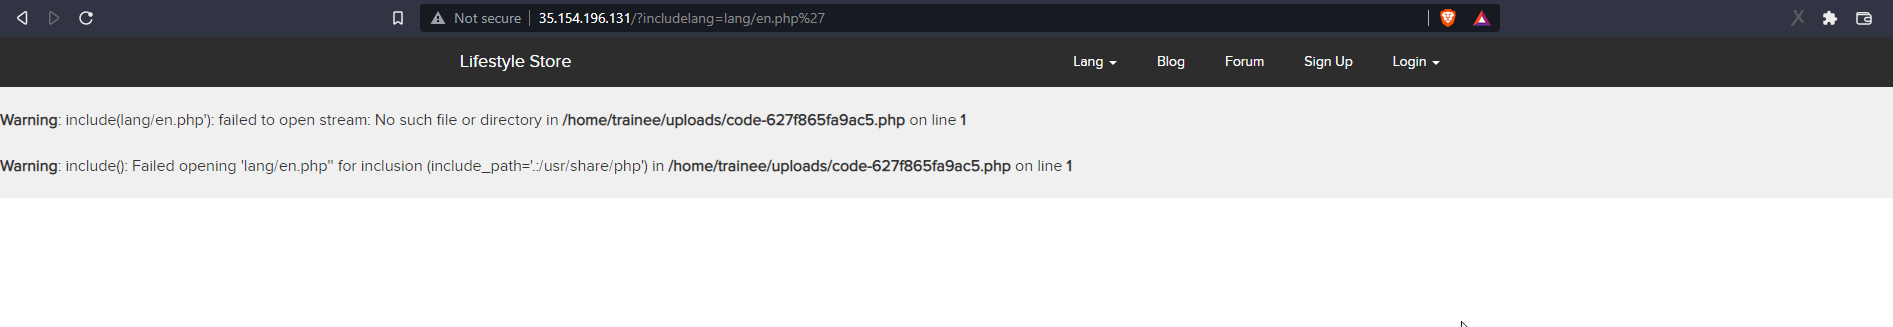 Not secure | 35.154.196.131/?includelang=lang/en.php%27
Lifestyle Store Lang Blog Forum Sign Up Login
Warning: include(lang/en.php'): failed to open stream: No such file or directory in /home/trainee/uploads/code-627f865fa9ac5.php on line 1
Warning: include(): Failed opening 'lang/en.php'' for inclusion (include_path='.:/usr/share/php') in /home/trainee/uploads/code-627f865fa9ac5.php on line 1